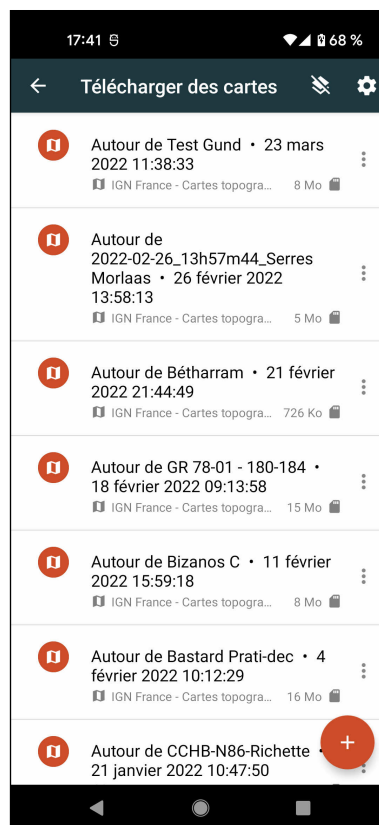 17:41
68 %
Télécharger des cartes
Autour de Test Gund • 23 mars
2022 11:38:33
IGN France - Cartes topogra... 8 Mo
Autour de
2022-02-26_13h57m44_Serres
Morlaas • 26 février 2022
13:58:13
IGN France - Cartes topogra... 5 Mo
Autour de Bétharram • 21 février
2022 21:44:49
IGN France - Cartes topogra... 726 Ko
Autour de GR 78-01 - 180-184 •
18 février 2022 09:13:58
IGN France - Cartes topogra... 15 Mo
Autour de Bizanos C • 11 février
2022 15:59:18
IGN France - Cartes topogra... 8 Mo
Autour de Bastard Prati-dec • 4
février 2022 10:12:29
IGN France - Cartes topogra... 16 Mo
Autour de CCHB-N86-Richette •
21 janvier 2022 10:47:50